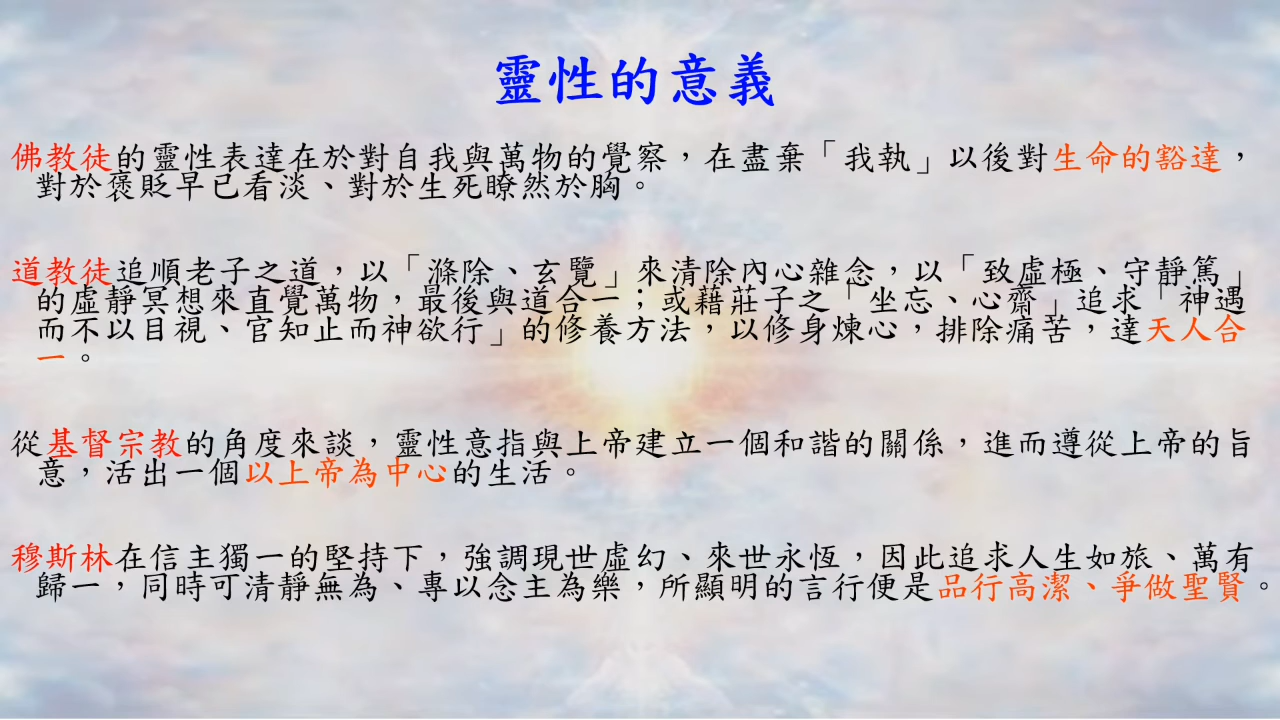 靈性的意義
佛教徒的靈性表達在於對自我與萬物的覺察，在盡棄「我執」以後對生命的豁達，
對於褒貶早已看淡、對於生死瞭然於胸。
道教徒追順老子之道，以「滌除、玄覽」來清除內心雜念，以「致虛極、守靜篤」
的虛靜冥想來直覺萬物，最後與道合一；或藉莊子之「坐忘、心齋」追求「神遇
而不以目視、官知止而神欲行」的修養方法，以修身煉心，排除痛苦，達天人合
一。
從基督宗教的角度來談，靈性意指與上帝建立一個和諧的關係，進而遵從上帝的旨
意，活出一個以上帝為中心的生活。
穆斯林在信主獨一的堅持下，強調現世虛幻、來世永恆，因此追求人生如旅、萬有
歸一，同時可清靜無為、專以念主為樂，所顯明的言行便是品行高潔、爭做聖賢。